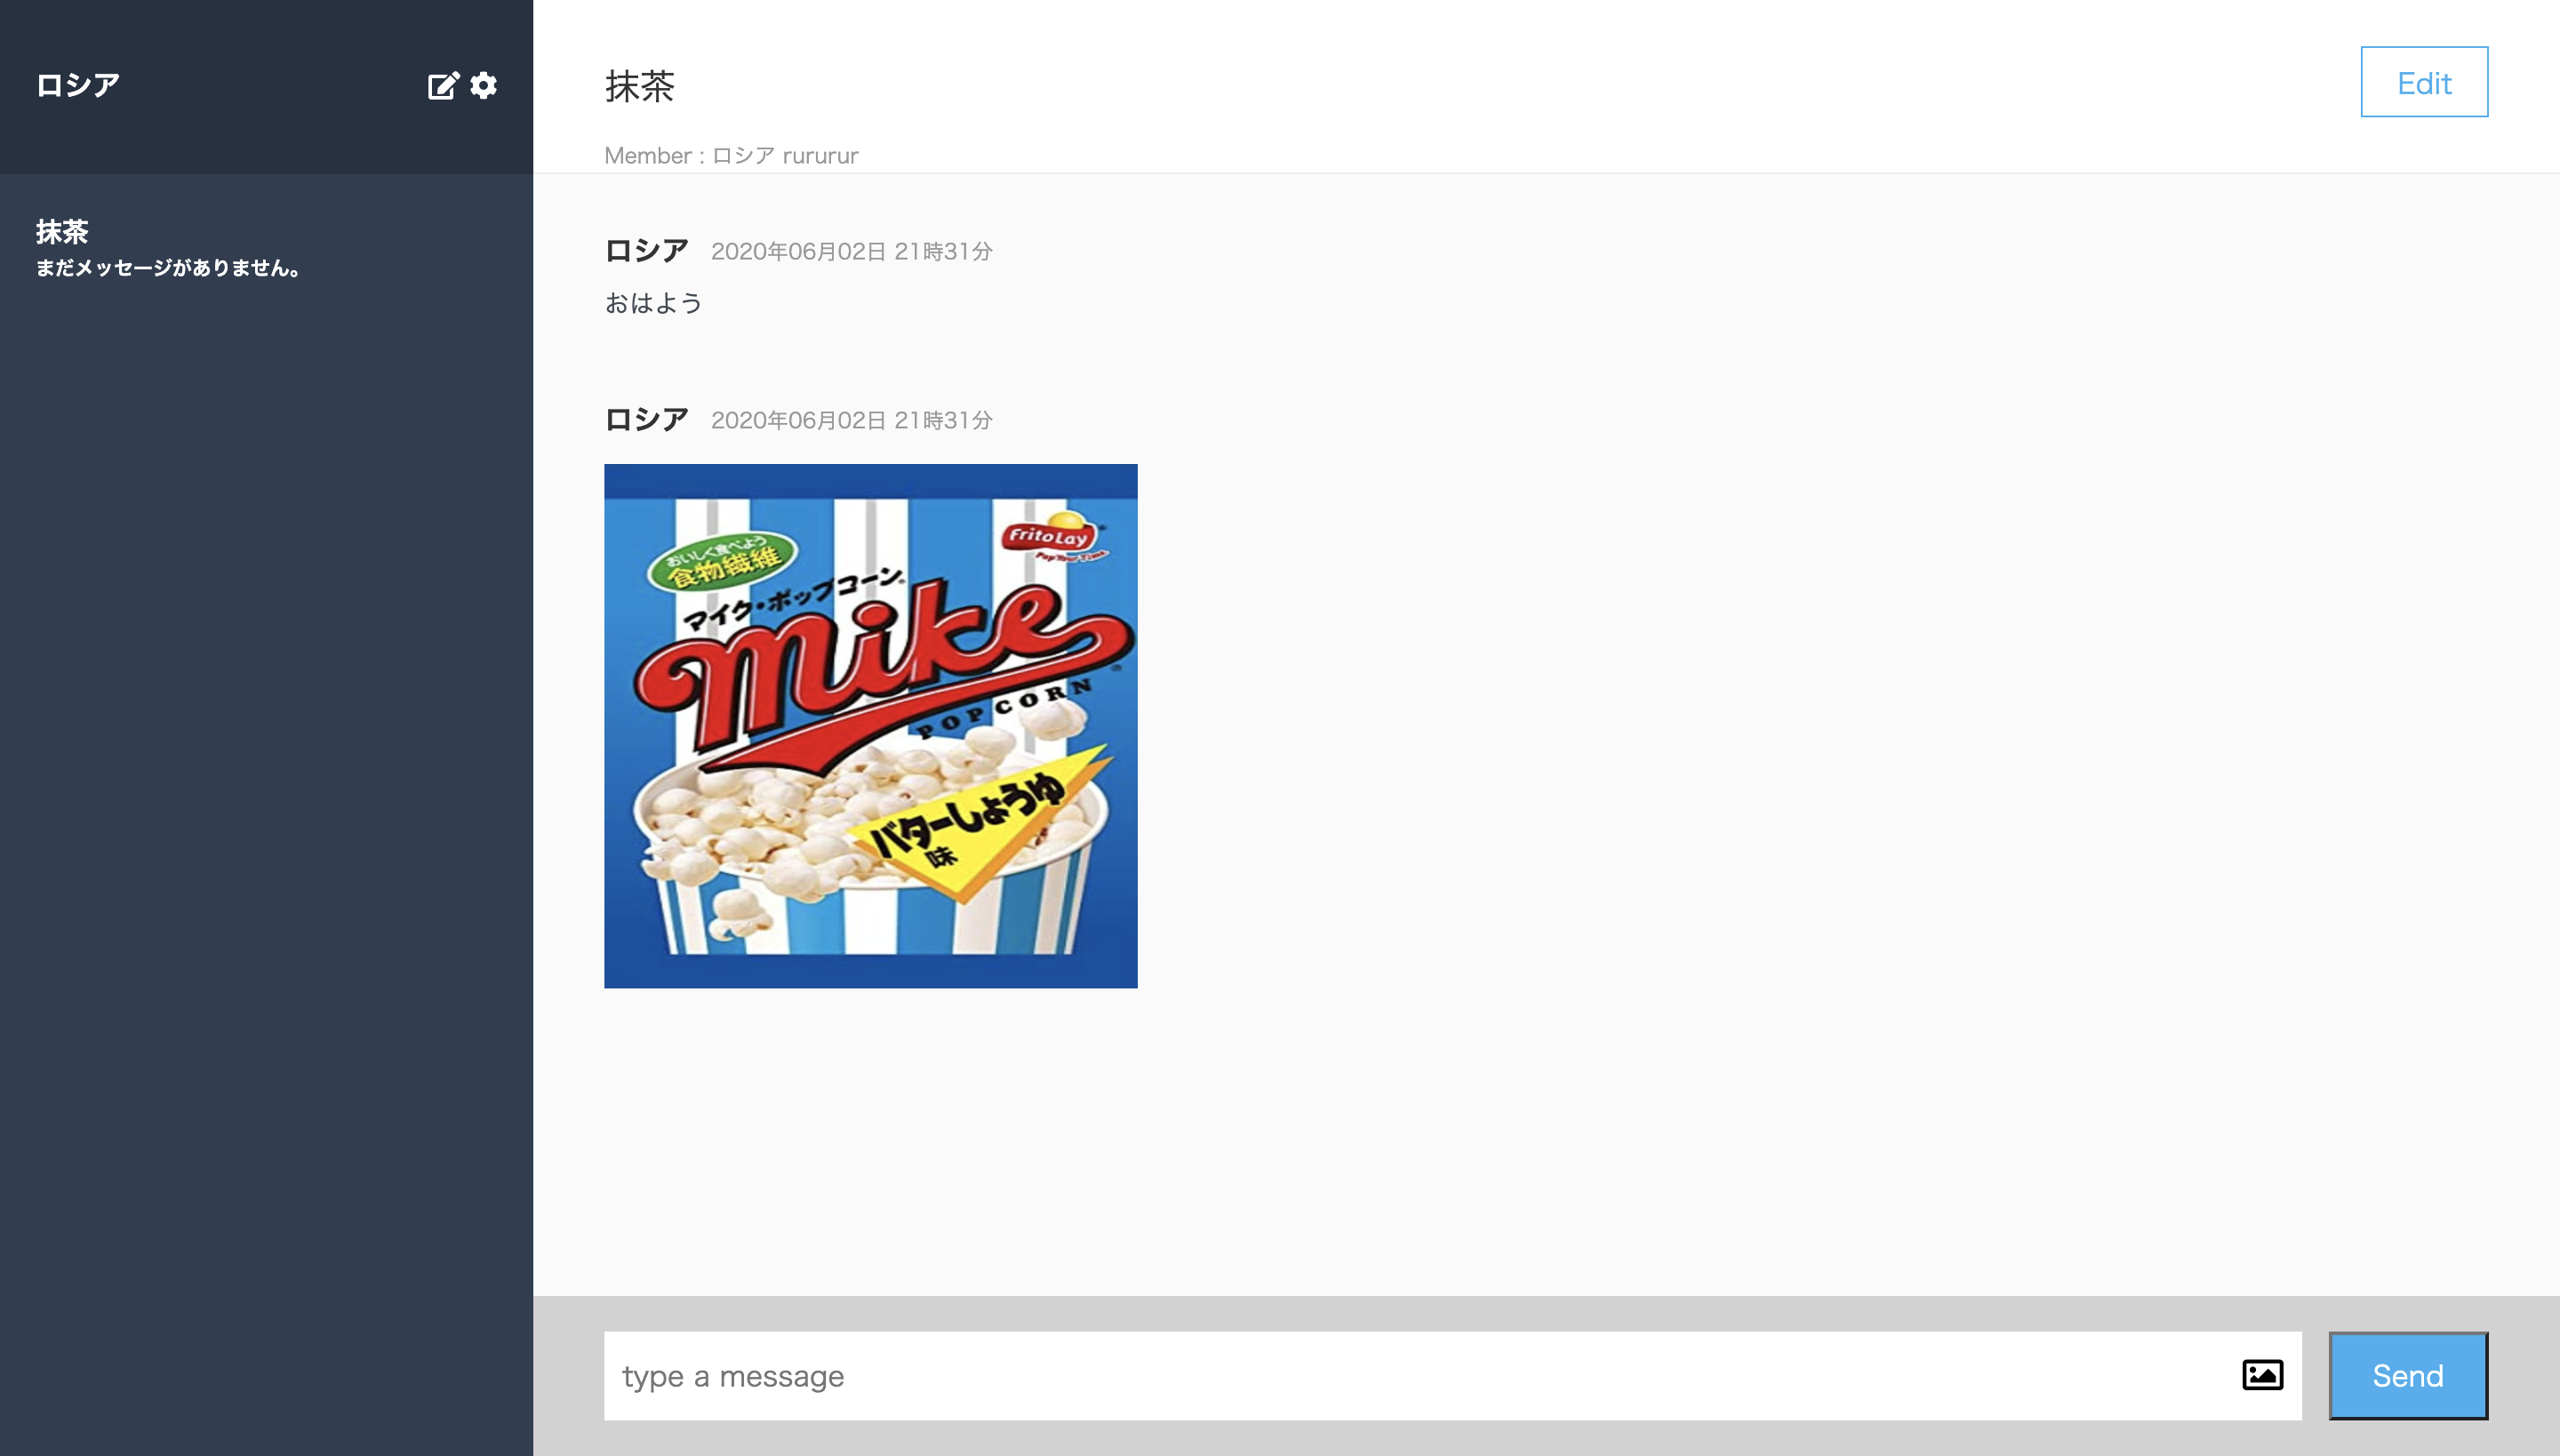 ロシア
抹茶
まだメッセージがありません。
抹茶
Edit
Member : ロシア rururur
ロシア 2020年06月02日 21時31分
おはよう
ロシア 2020年06月02日 21時31分
おいしく食べよう
食物繊維
FritoLay
Pop Your Time
マイク・ポップコーン
mike
POPCORN
バターしょうゆ
味
type a message
Send